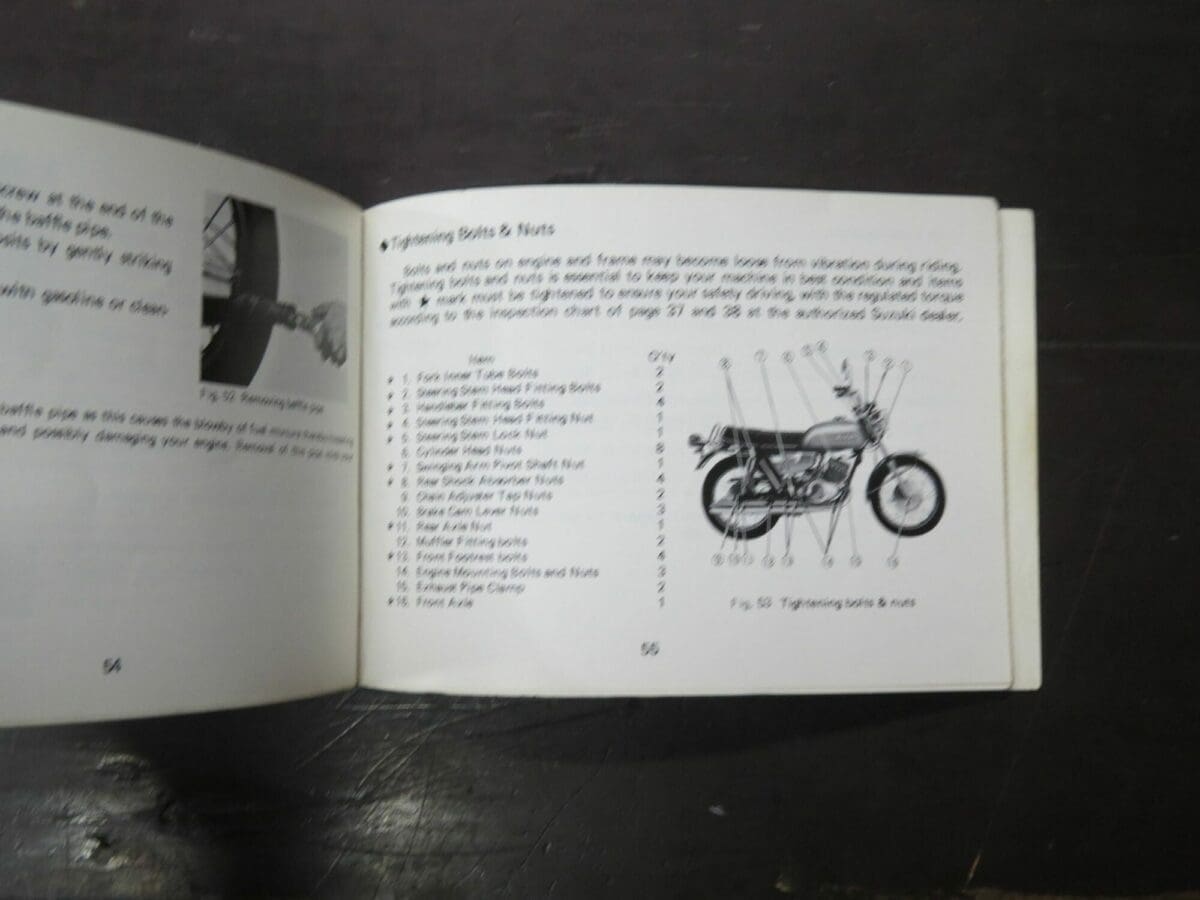 crew at the end of the
the baffle pipe.
osits by gently striking
with gasoline or clean-
Fig. 52 Removing baffle pipe
baffle pipe as this causes the blowby of fuel mixture
and possibly damaging your engine. Removal of the
54
◆Tightening Bolts & Nuts
Bolts and nuts on engine and frame may become loose from vibration during riding.
Tightening bolts and nuts is essential to keep your machine in best condition and items
with ★ mark must be tightened to ensure your safety driving, with the regulated torque
according to the inspection chart of page 37 and 38 at the authorized Suzuki dealer.
Item Q'ty
★ 1. Fork Inner Tube Bolts 2
★ 2. Steering Stem Head Fitting Bolts 2
★ 3. Handlebar Fitting Bolts 4
★ 4. Steering Stem Head Fitting Nut 1
★ 5. Steering Stem Lock Nut 1
6. Cylinder Head Nuts 8
★ 7. Swinging Arm Pivot Shaft Nut 1
★ 8. Rear Shock Absorber Nuts 4
9. Chain Adjuster Tap Nuts 2
10. Brake Cam Lever Nuts 3
★11. Rear Axle Nut 1
12. Muffler Fitting bolts 2
★13. Front Footrest bolts 4
14. Engine Mounting Bolts and Nuts 3
15. Exhaust Pipe Clamp 2
★16. Front Axle 1
Fig. 53 Tightening bolts & nuts
55